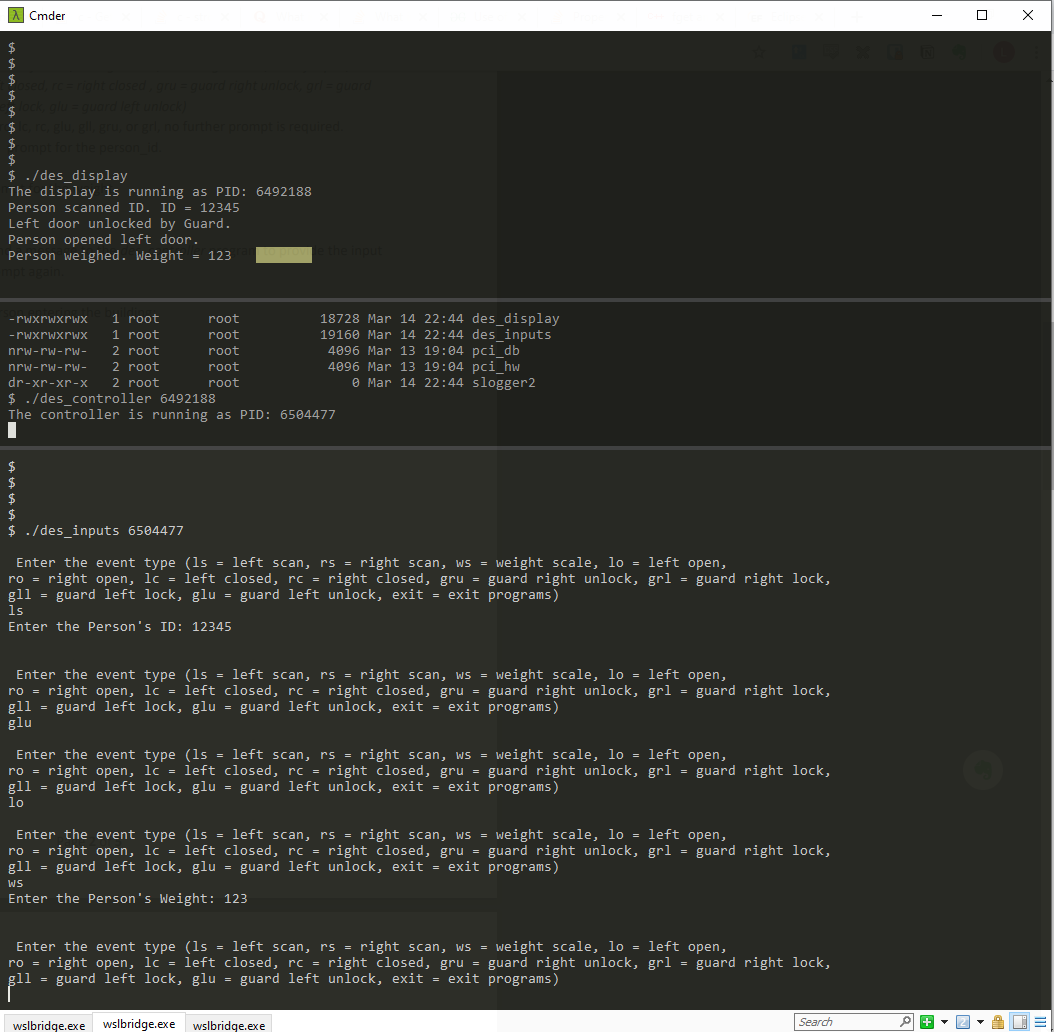 Cmder
$
$
$
$
$
$
$
$
$ ./des_display
The display is running as PID: 6492188
Person scanned ID. ID = 12345
Left door unlocked by Guard.
Person opened left door.
Person weighed. Weight = 123
-rwxrwxrwx 1 root root 18728 Mar 14 22:44 des_display
-rwxrwxrwx 1 root root 19160 Mar 14 22:44 des_inputs
nrw-rw-rw- 2 root root 4096 Mar 13 19:04 pci_db
nrw-rw-rw- 2 root root 4096 Mar 13 19:04 pci_hw
dr-xr-xr-x 2 root root 0 Mar 14 22:44 slogger2
$ ./des_controller 6492188
The controller is running as PID: 6504477
$
$
$
$
$ ./des_inputs 6504477
Enter the event type (ls = left scan, rs = right scan, ws = weight scale, lo = left open,
ro = right open, lc = left closed, rc = right closed, gru = guard right unlock, grl = guard right lock,
gll = guard left lock, glu = guard left unlock, exit = exit programs)
ls
Enter the Person's ID: 12345
Enter the event type (ls = left scan, rs = right scan, ws = weight scale, lo = left open,
ro = right open, lc = left closed, rc = right closed, gru = guard right unlock, grl = guard right lock,
gll = guard left lock, glu = guard left unlock, exit = exit programs)
glu
Enter the event type (ls = left scan, rs = right scan, ws = weight scale, lo = left open,
ro = right open, lc = left closed, rc = right closed, gru = guard right unlock, grl = guard right lock,
gll = guard left lock, glu = guard left unlock, exit = exit programs)
lo
Enter the event type (ls = left scan, rs = right scan, ws = weight scale, lo = left open,
ro = right open, lc = left closed, rc = right closed, gru = guard right unlock, grl = guard right lock,
gll = guard left lock, glu = guard left unlock, exit = exit programs)
ws
Enter the Person's Weight: 123
Enter the event type (ls = left scan, rs = right scan, ws = weight scale, lo = left open,
ro = right open, lc = left closed, rc = right closed, gru = guard right unlock, grl = guard right lock,
gll = guard left lock, glu = guard left unlock, exit = exit programs)
wslbridge.exe wslbridge.exe wslbridge.exe Search